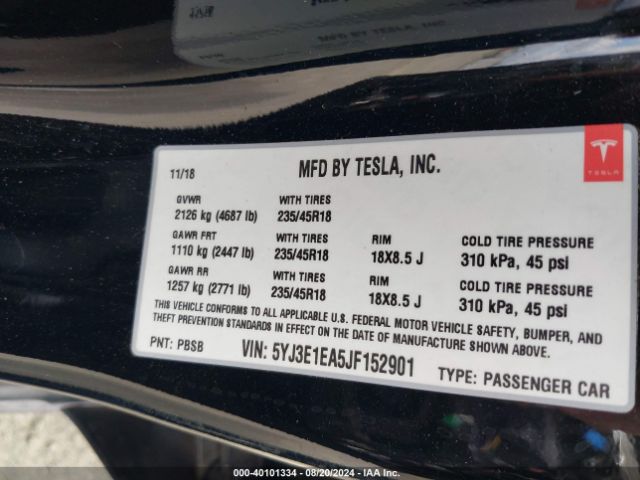 MFD BY TESLA, INC
11/18 MFD BY TESLA, INC.
TESLA
GVWR WITH TIRES
2126 kg (4687 lb) 235/45R18
GAWR FRT WITH TIRES RIM COLD TIRE PRESSURE
1110 kg (2447 lb) 235/45R18 18X8.5 J 310 kPa, 45 psi
GAWR RR WITH TIRES RIM COLD TIRE PRESSURE
1257 kg (2771 lb) 235/45R18 18X8.5 J 310 kPa, 45 psi
THIS VEHICLE CONFORMS TO ALL APPLICABLE U.S. FEDERAL MOTOR VEHICLE SAFETY, BUMPER, AND
THEFT PREVENTION STANDARDS IN EFFECT ON THE DATE OF MANUFACTURE SHOWN ABOVE.
PNT: PBSB VIN: 5YJ3E1EA5JF152901 TYPE: PASSENGER CAR
000-40101334 - 08/20/2024 - IAA Inc.